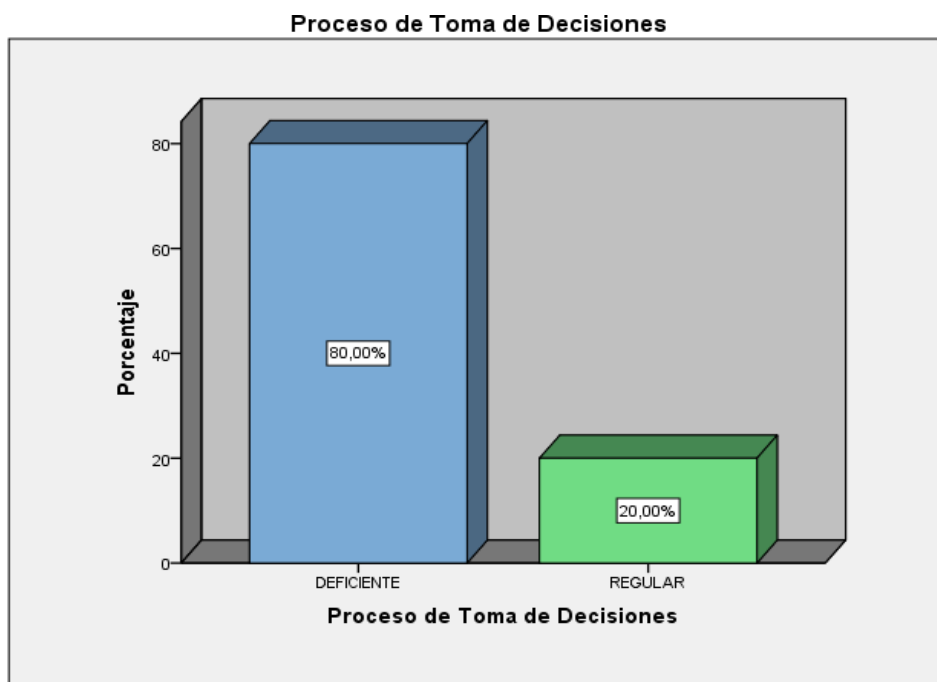 Proceso de Toma de Decisiones
Porcentaje
80
60
40
20
0
80,00%
20,00%
DEFICIENTE
REGULAR
Proceso de Toma de Decisiones